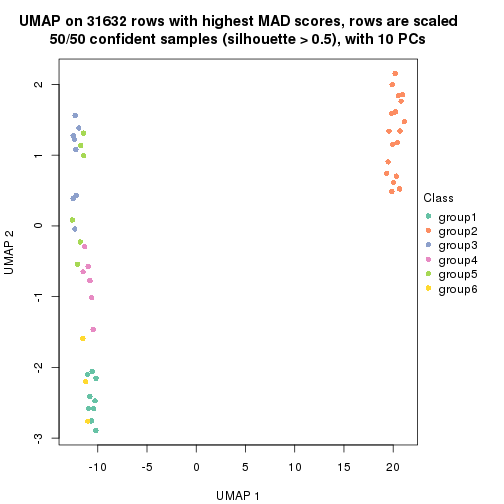 UMAP on 31632 rows with highest MAD scores, rows are scaled
50/50 confident samples (silhouette > 0.5), with 10 PCs
2
1
0
-1
-2
-3
UMAP 2
-10
-5
0
5
10
15
20
UMAP 1
Class
group1
group2
group3
group4
group5
group6